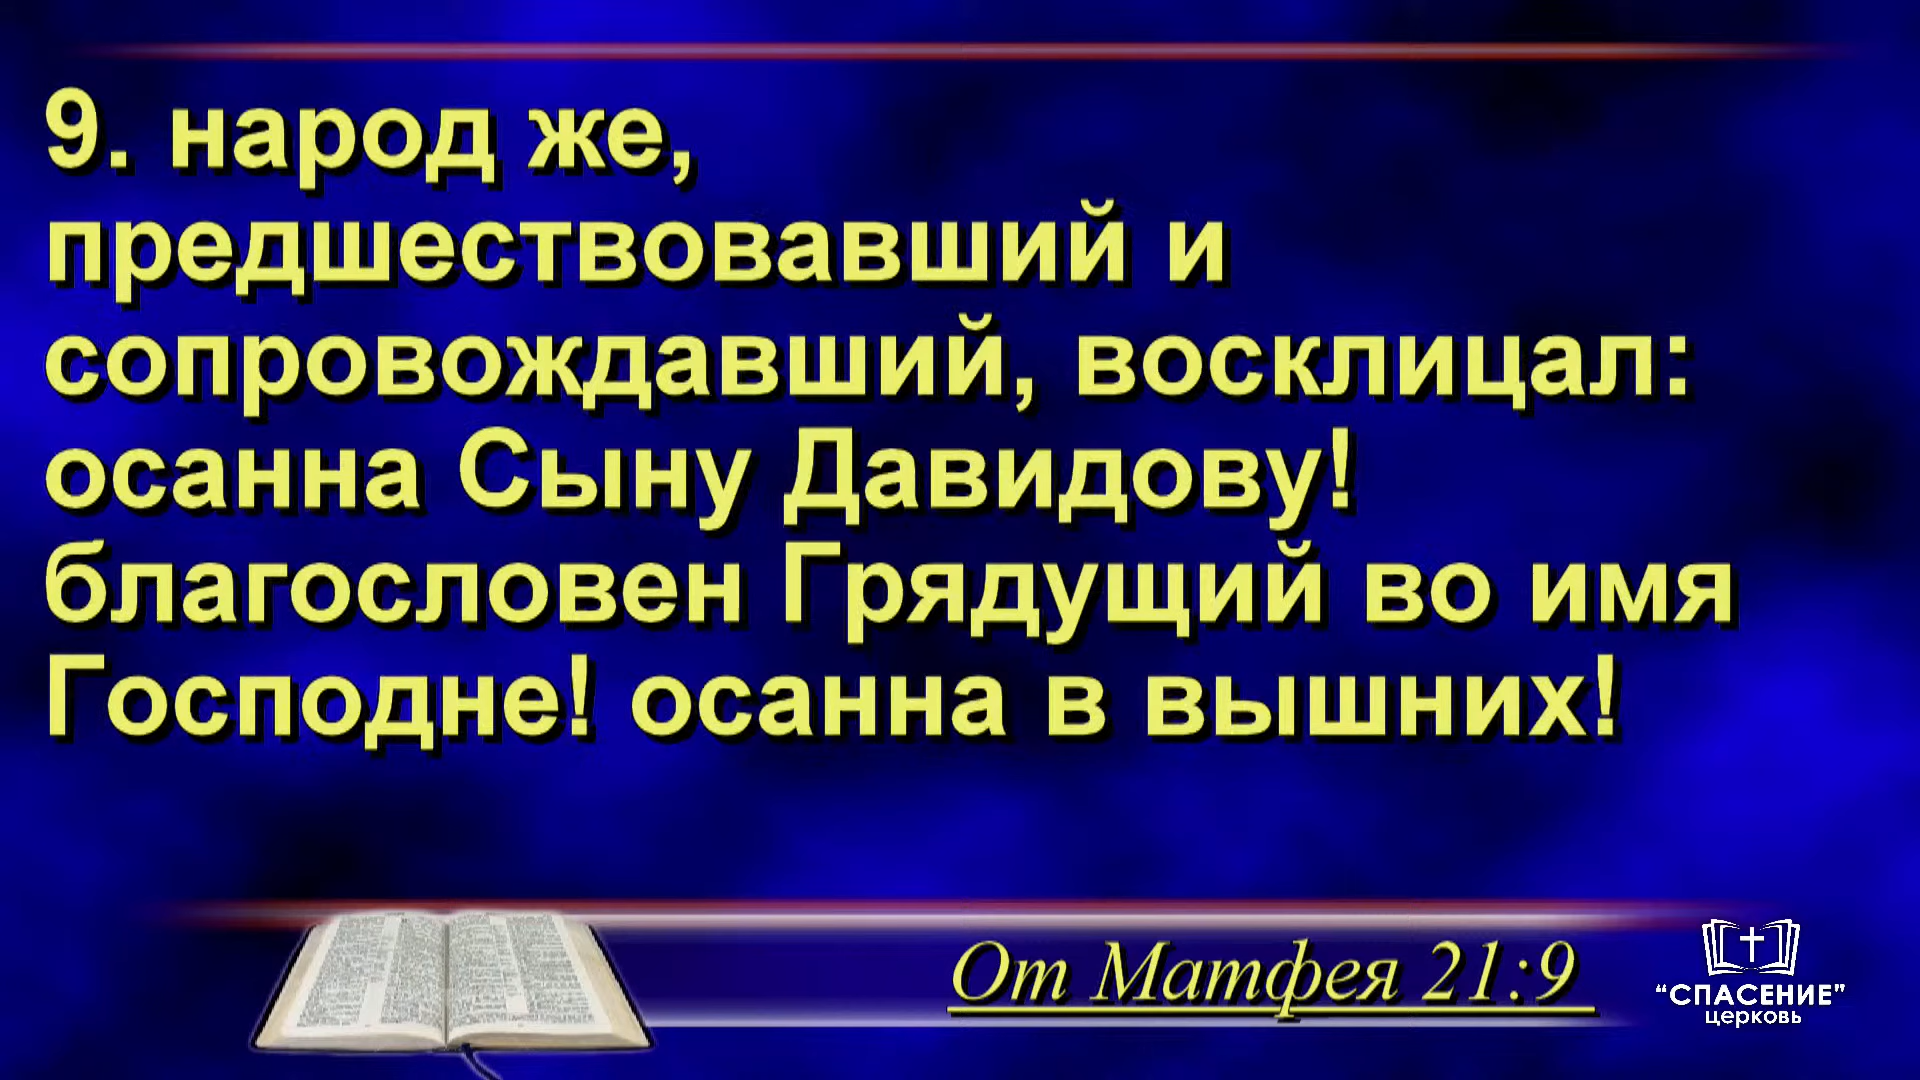 9. народ же,
предшествовавший и
сопровождавший, восклицал:
осанна Сыну Давидову!
благословен Грядущий во имя
Господне! осанна в вышних!
От Матфея 21:9
“СПАСЕНИЕ”
церковь